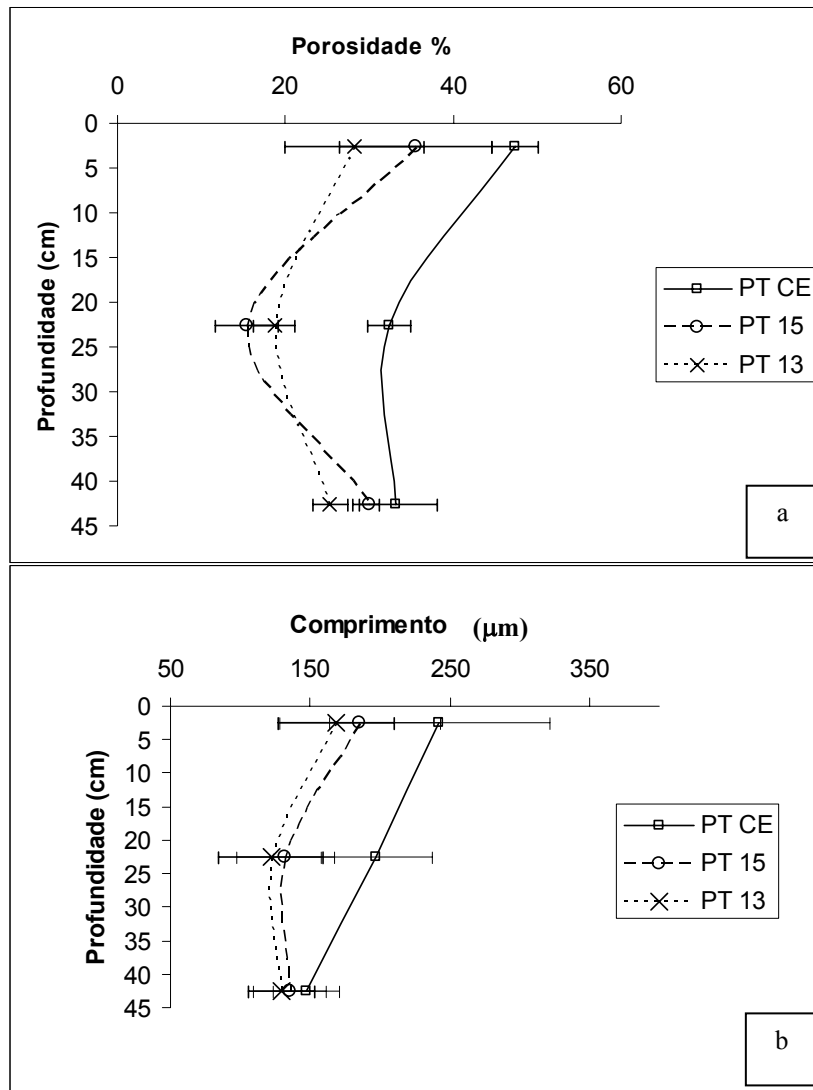 Porosidade %
0 20 40 60
0
5
10
15
20
25
30
35
40
45
Profundidade (cm)
PT CE
PT 15
PT 13
a
Comprimento (μm)
50 150 250 350
0
5
10
15
20
25
30
35
40
45
Profundidade (cm)
PT CE
PT 15
PT 13
b